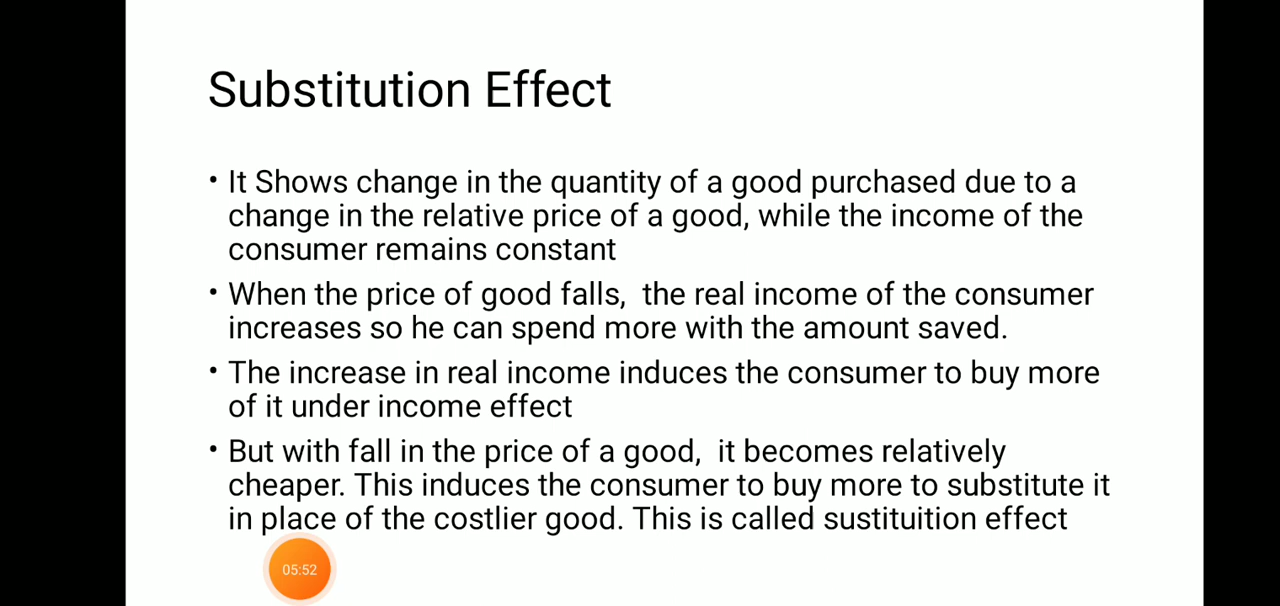 Substitution Effect
• It Shows change in the quantity of a good purchased due to a
change in the relative price of a good, while the income of the
consumer remains constant
• When the price of good falls,  the real income of the consumer
increases so he can spend more with the amount saved.
• The increase in real income induces the consumer to buy more
of it under income effect
• But with fall in the price of a good,  it becomes relatively
cheaper. This induces the consumer to buy more to substitute it
in place of the costlier good. This is called sustituition effect
05:52